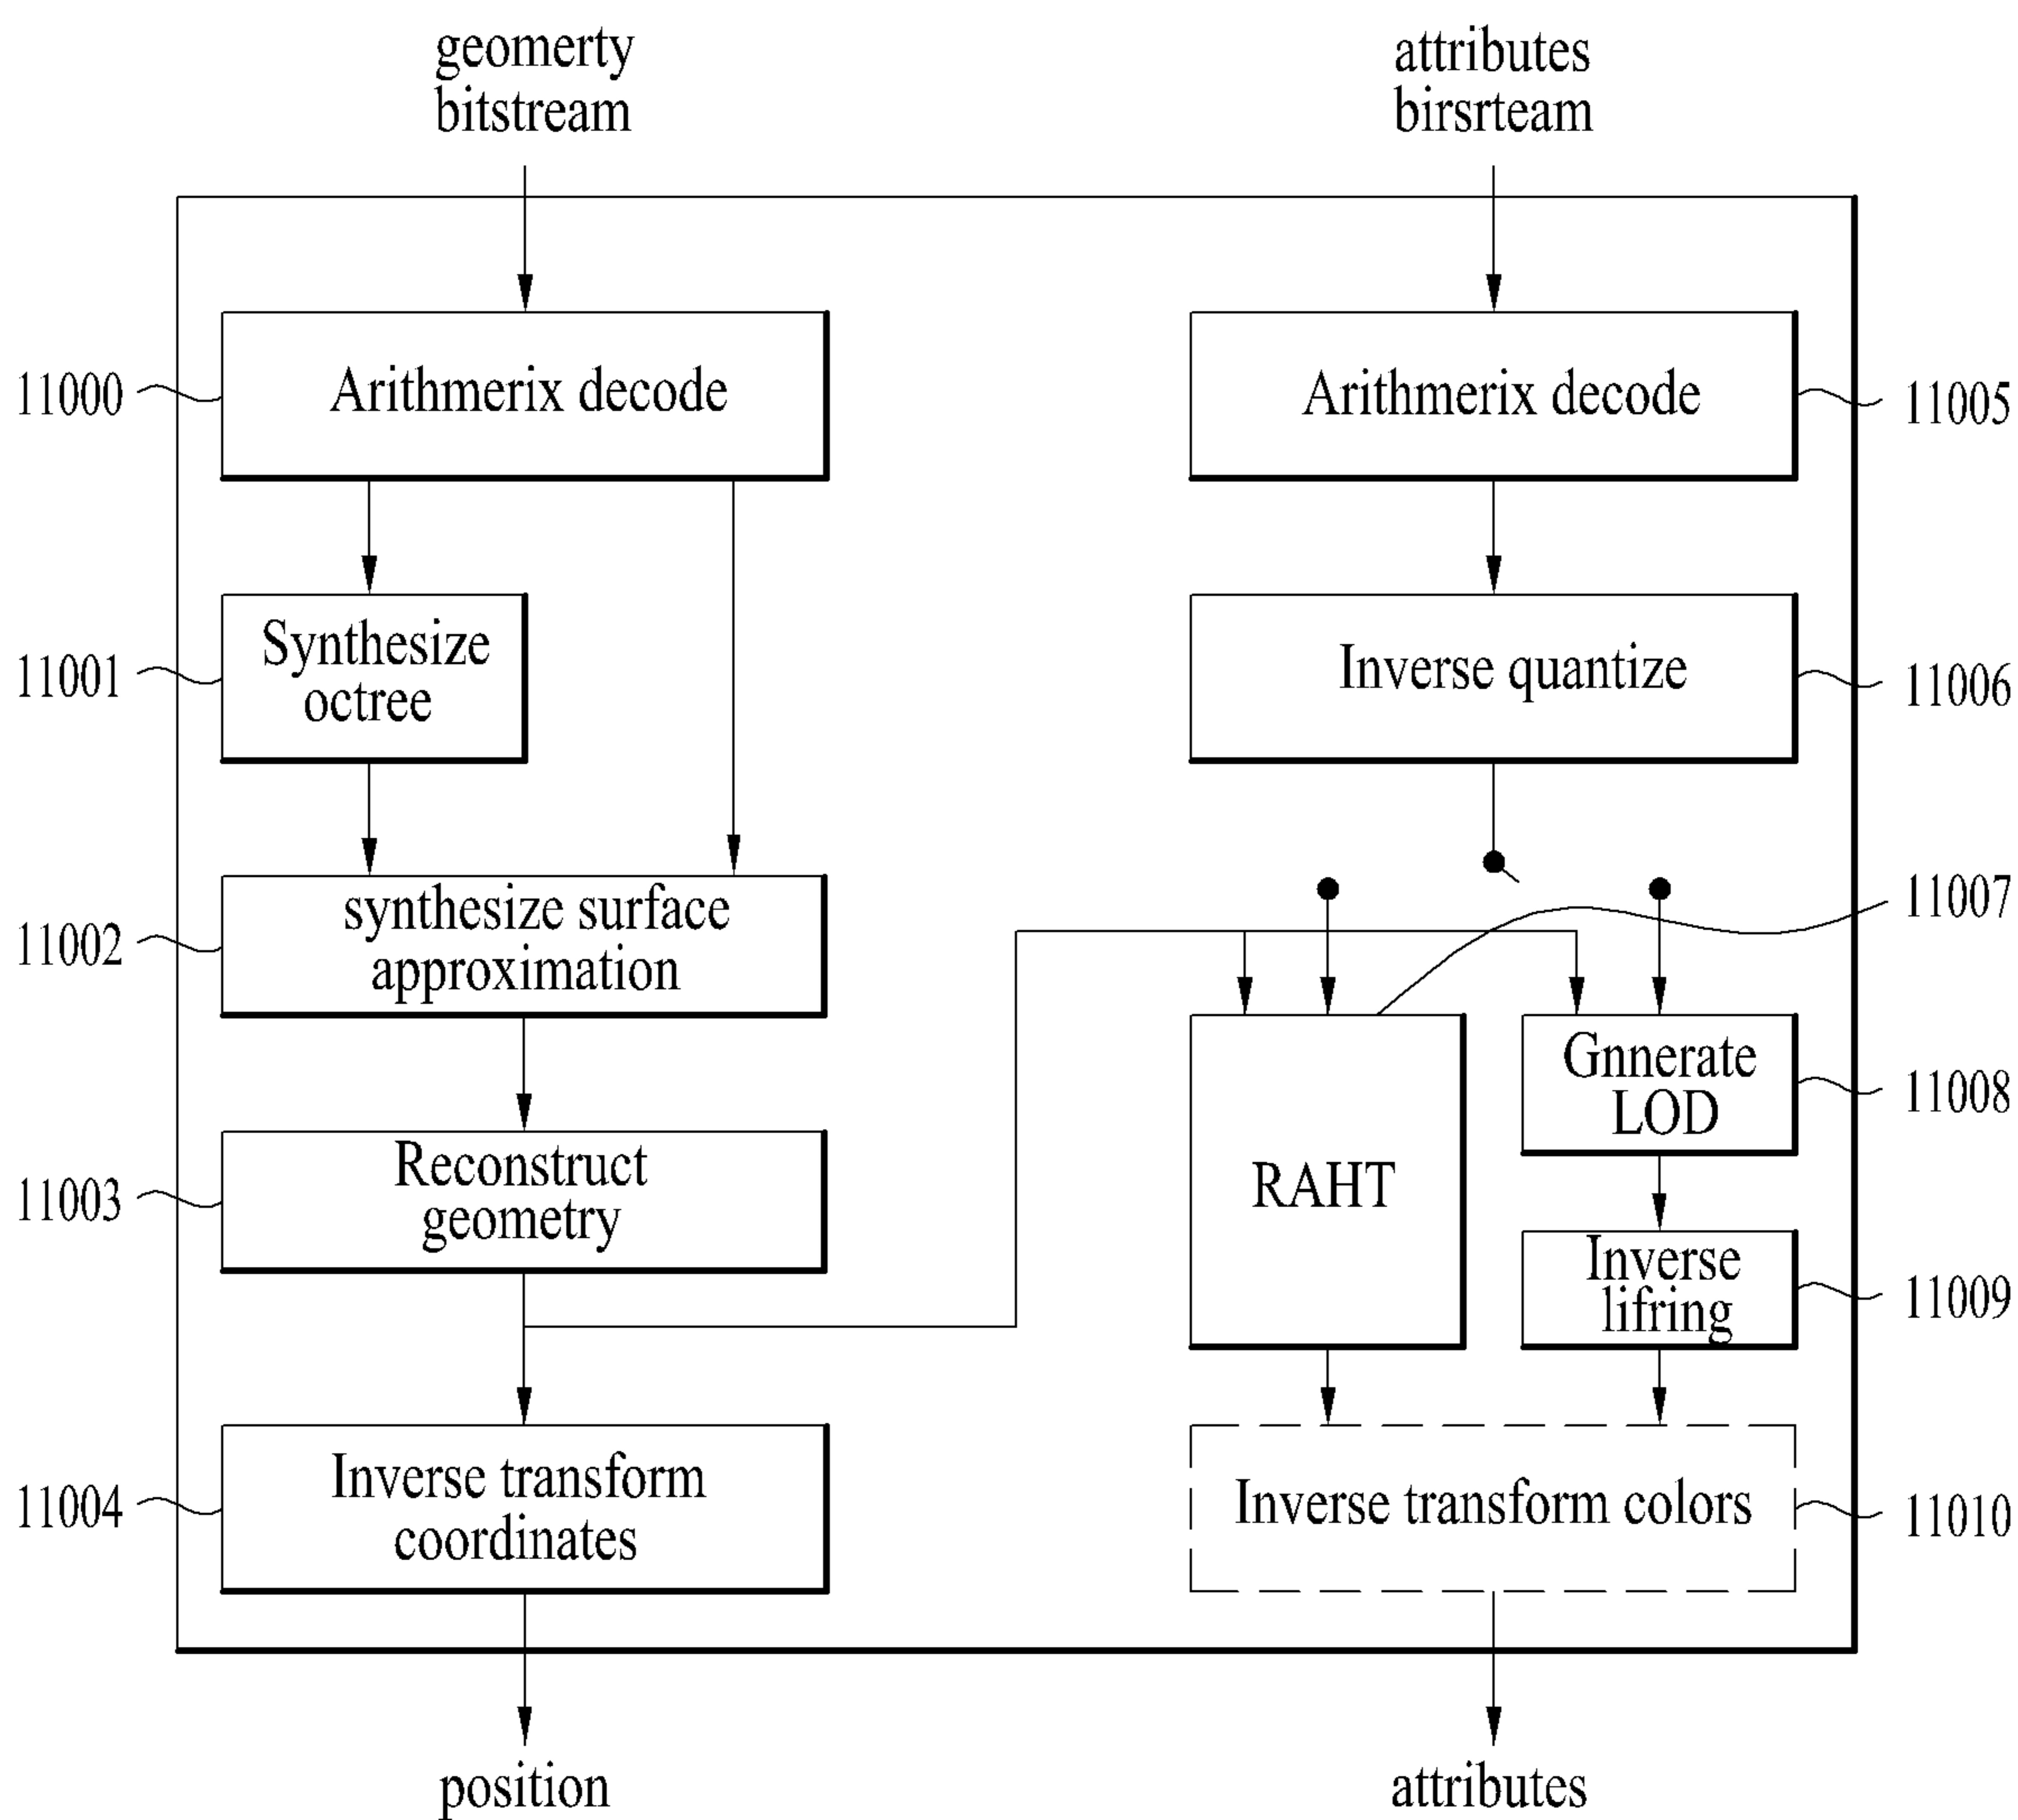 geomerty
bitstream
attributes
birsrteam
11000
Arithmerix decode
Arithmerix decode
11005
11001
Synthesize
octree
Inverse quantize
11006
11002
synthesize surface
approximation
11007
Gnnerate
LOD
11008
11003
Reconstruct
geometry
RAHT
Inverse
lifring
11009
11004
Inverse transform
coordinates
Inverse transform colors
11010
position
attributes